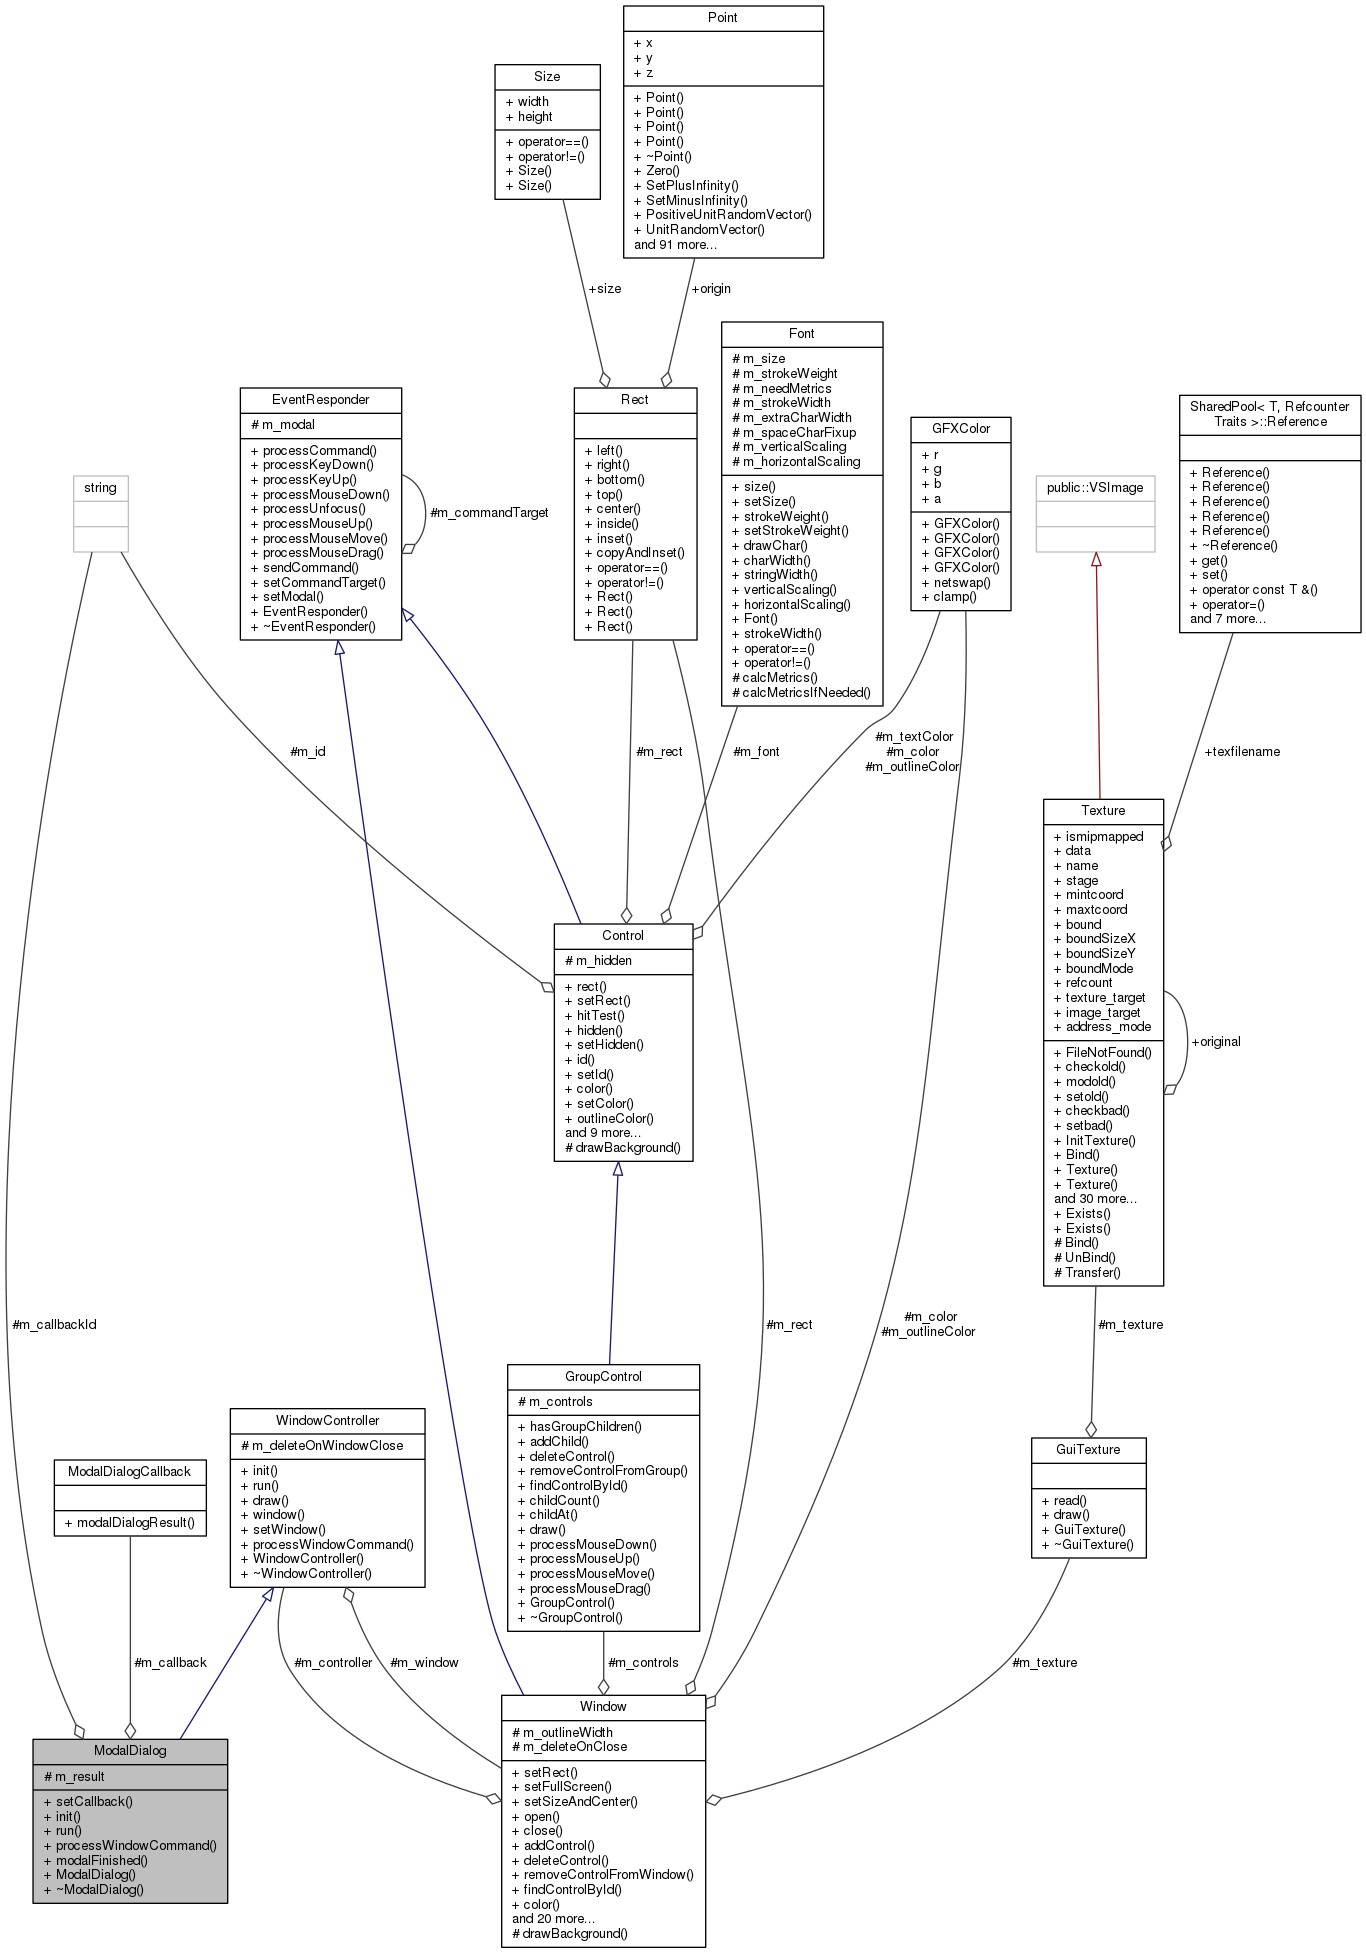 Point
+ x
+ y
+ z
+ Point()
+ Point()
+ Point()
+ Point()
+ ~Point()
+ Zero()
+ SetPlusInfinity()
+ SetMinusInfinity()
+ PositiveUnitRandomVector()
+ UnitRandomVector()
and 91 more...
Size
+ width
+ height
+ operator==()
+ operator!=()
+ Size()
+ Size()
+size
+origin
Font
# m_size
# m_strokeWeight
# m_needMetrics
# m_strokeWidth
# m_extraCharWidth
# m_spaceCharFixup
# m_verticalScaling
# m_horizontalScaling
+ size()
+ setSize()
+ strokeWeight()
+ setStrokeWeight()
+ drawChar()
+ charWidth()
+ stringWidth()
+ verticalScaling()
+ horizontalScaling()
+ Font()
+ strokeWidth()
+ operator==()
+ operator!=()
# calcMetrics()
# calcMetricsIfNeeded()
EventResponder
# m_modal
+ processCommand()
+ processKeyDown()
+ processKeyUp()
+ processMouseDown()
+ processUnfocus()
+ processMouseUp()
+ processMouseMove()
+ processMouseDrag()
+ sendCommand()
+ setCommandTarget()
+ setModal()
+ EventResponder()
+ ~EventResponder()
#m_commandTarget
Rect
+ left()
+ right()
+ bottom()
+ top()
+ center()
+ inside()
+ inset()
+ copyAndInset()
+ operator==()
+ operator!=()
+ Rect()
+ Rect()
+ Rect()
GFXColor
+ r
+ g
+ b
+ a
+ GFXColor()
+ GFXColor()
+ GFXColor()
+ GFXColor()
+ netswap()
+ clamp()
SharedPool< T, Refcounter
Traits >::Reference
+ Reference()
+ Reference()
+ Reference()
+ Reference()
+ Reference()
+ ~Reference()
+ get()
+ set()
+ operator const T &()
+ operator=()
and 7 more...
string
public::VSImage
#m_id
#m_rect
#m_font
#m_textColor
#m_color
#m_outlineColor
+texfilename
Texture
+ ismipmapped
+ data
+ name
+ stage
+ mintcoord
+ maxtcoord
+ bound
+ boundSizeX
+ boundSizeY
+ boundMode
+ refcount
+ texture_target
+ image_target
+ address_mode
+ FileNotFound()
+ checkold()
+ modold()
+ setold()
+ checkbad()
+ setbad()
+ InitTexture()
+ Bind()
+ Texture()
+ Texture()
and 30 more...
+ Exists()
+ Exists()
# Bind()
# UnBind()
# Transfer()
+original
Control
# m_hidden
+ rect()
+ setRect()
+ hitTest()
+ hidden()
+ setHidden()
+ id()
+ setId()
+ color()
+ setColor()
+ outlineColor()
and 9 more...
# drawBackground()
#m_callbackId
#m_rect
#m_color
#m_outlineColor
#m_texture
GroupControl
# m_controls
+ hasGroupChildren()
+ addChild()
+ deleteControl()
+ removeControlFromGroup()
+ findControlById()
+ childCount()
+ childAt()
+ draw()
+ processMouseDown()
+ processMouseUp()
+ processMouseMove()
+ processMouseDrag()
+ GroupControl()
+ ~GroupControl()
WindowController
# m_deleteOnWindowClose
+ init()
+ run()
+ draw()
+ window()
+ setWindow()
+ processWindowCommand()
+ WindowController()
+ ~WindowController()
ModalDialogCallback
+ modalDialogResult()
GuiTexture
+ read()
+ draw()
+ GuiTexture()
+ ~GuiTexture()
#m_callback
#m_controller
#m_window
#m_controls
#m_texture
Window
# m_outlineWidth
# m_deleteOnClose
+ setRect()
+ setFullScreen()
+ setSizeAndCenter()
+ open()
+ close()
+ addControl()
+ deleteControl()
+ removeControlFromWindow()
+ findControlById()
+ color()
and 20 more...
# drawBackground()
ModalDialog
# m_result
+ setCallback()
+ init()
+ run()
+ processWindowCommand()
+ modalFinished()
+ ModalDialog()
+ ~ModalDialog()